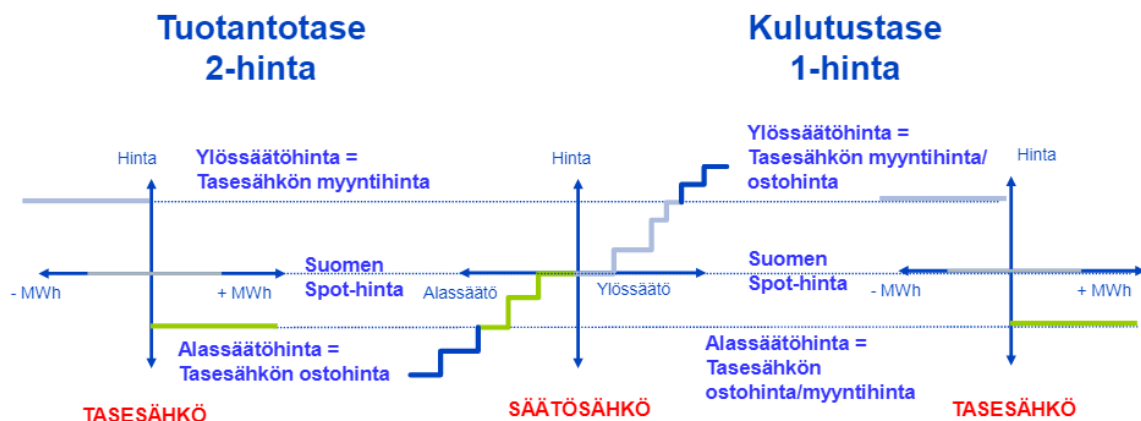 Tuotantotase
2-hinta
Kulutustase
1-hinta
Hinta
Ylössäätöhinta =
Tasesähkön myyntihinta
Hinta
Ylössäätöhinta =
Tasesähkön myyntihinta/
ostohinta
Hinta
- MWh
+ MWh
Suomen
Spot-hinta
Alassäätö
Ylössäätö
Suomen
Spot-hinta
- MWh
+ MWh
Alassäätöhinta =
Tasesähkön ostohinta
Alassäätöhinta =
Tasesähkön
ostohinta/myyntihinta
TASESÄHKÖ
SÄÄTÖSÄHKÖ
TASESÄHKÖ